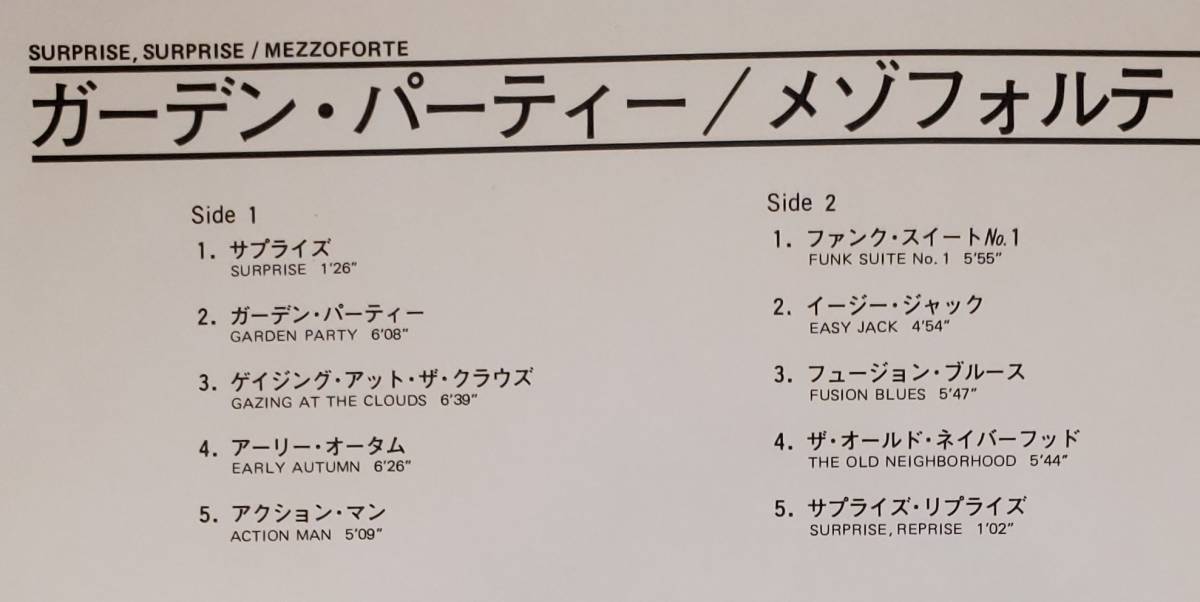 SURPRISE, SURPRISE / MEZZOFORTE
ガーデン・パーティー/メゾフォルテ
Side 1
1. サプライズ
SURPRISE 1'26"
2. ガーデン・パーティー
GARDEN PARTY 6'08"
3. ゲイジング・アット・ザ・クラウズ
GAZING AT THE CLOUDS 6'39"
4. アーリー・オータム
EARLY AUTUMN 6'26"
5. アクション・マン
ACTION MAN 5'09"
Side 2
1. ファンク・スイートNo.1
FUNK SUITE No. 1 5'55"
2. イージー・ジャック
EASY JACK 4'54"
3. フュージョン・ブルース
FUSION BLUES 5'47"
4. ザ・オールド・ネイバーフッド
THE OLD NEIGHBORHOOD 5'44"
5. サプライズ・リプライズ
SURPRISE, REPRISE 1'02"